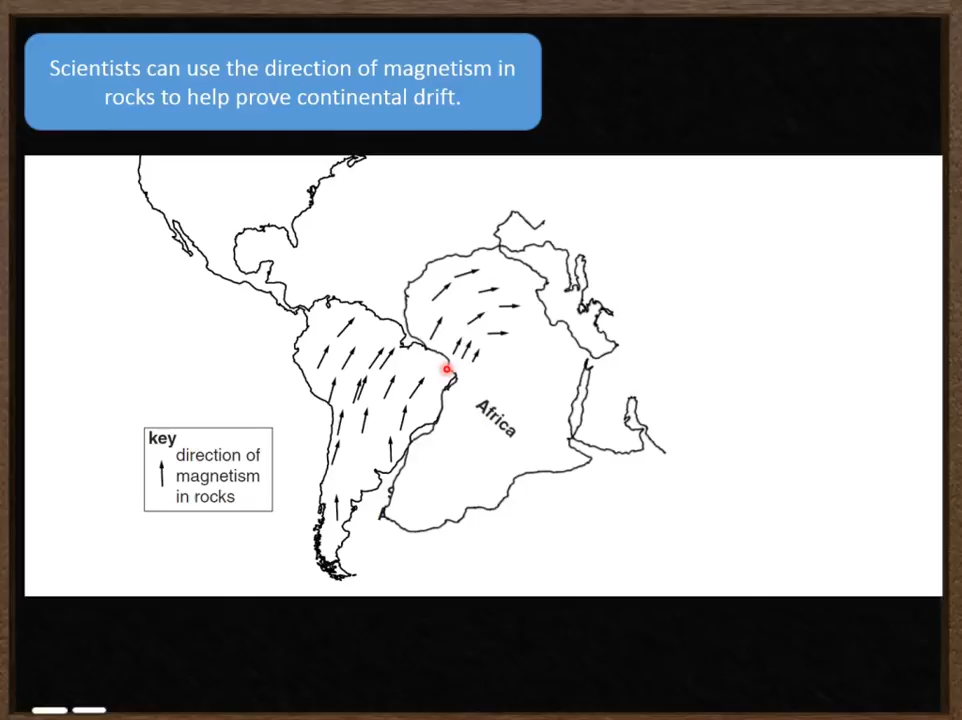 Scientists can use the direction of magnetism in
rocks to help prove continental drift.
Africa
key
direction of
magnetism
in rocks